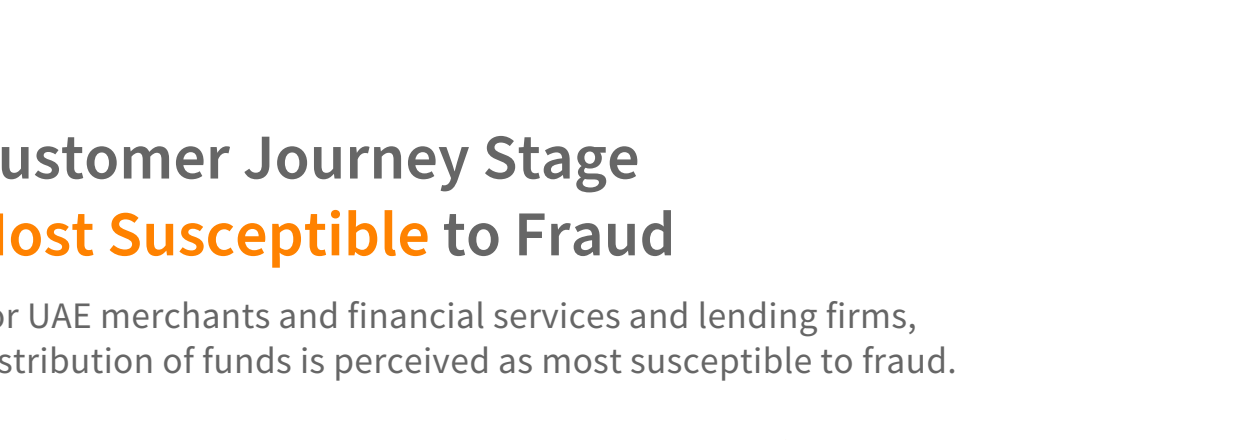 ustomer Journey Stage
ost Susceptible to Fraud
or UAE merchants and financial services and lending firms,
stribution of funds is perceived as most susceptible to fraud.